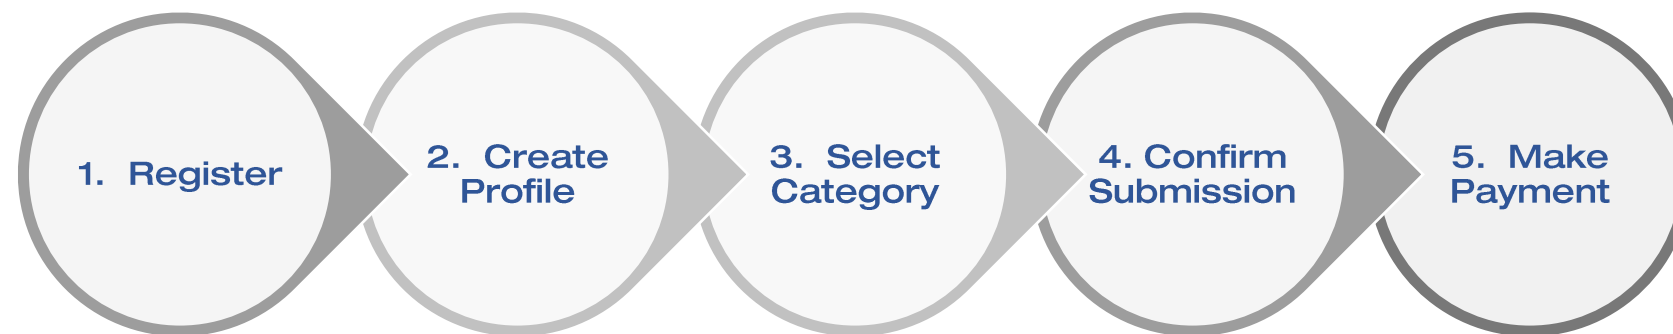 1. Register
2. Create
Profile
3. Select
Category
4. Confirm
Submission
5. Make
Payment